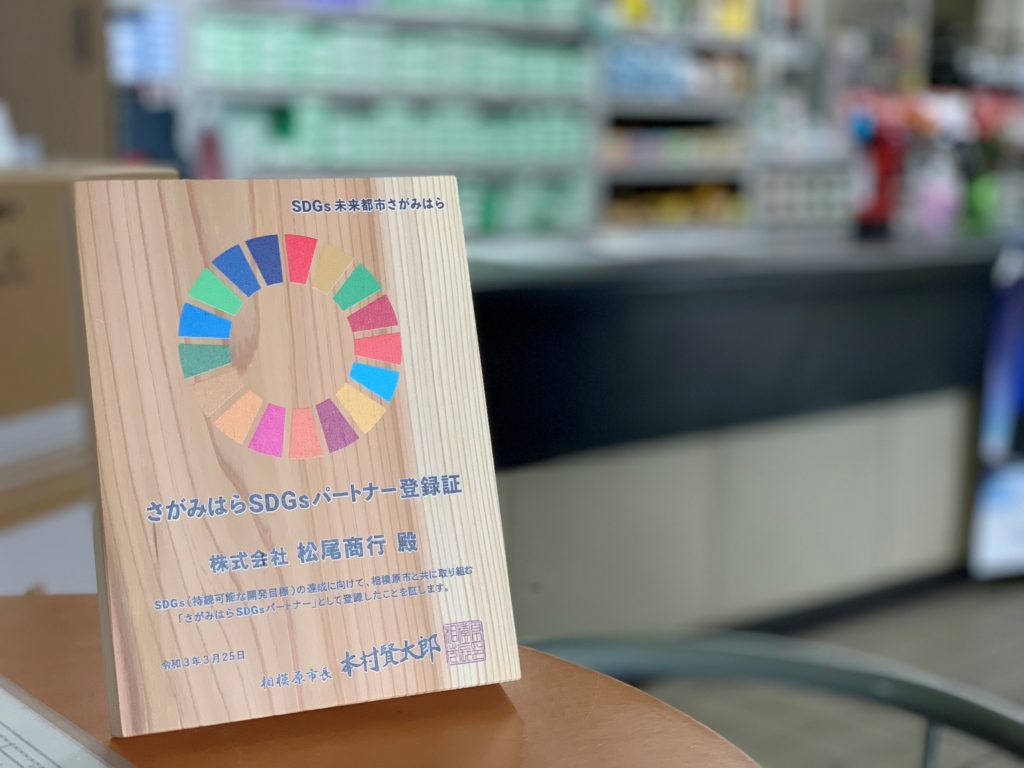 SDGs未来都市さがみはら
さがみはらSDGsパートナー登録証
株式会社 松尾商行 殿
SDGs(持続可能な開発目標)の達成に向けて、相模原市と共に取り組む
「さがみはらSDGsパートナー」として登録したことを証します。
令和3年3月25日
相模原市長 本村賢太郎